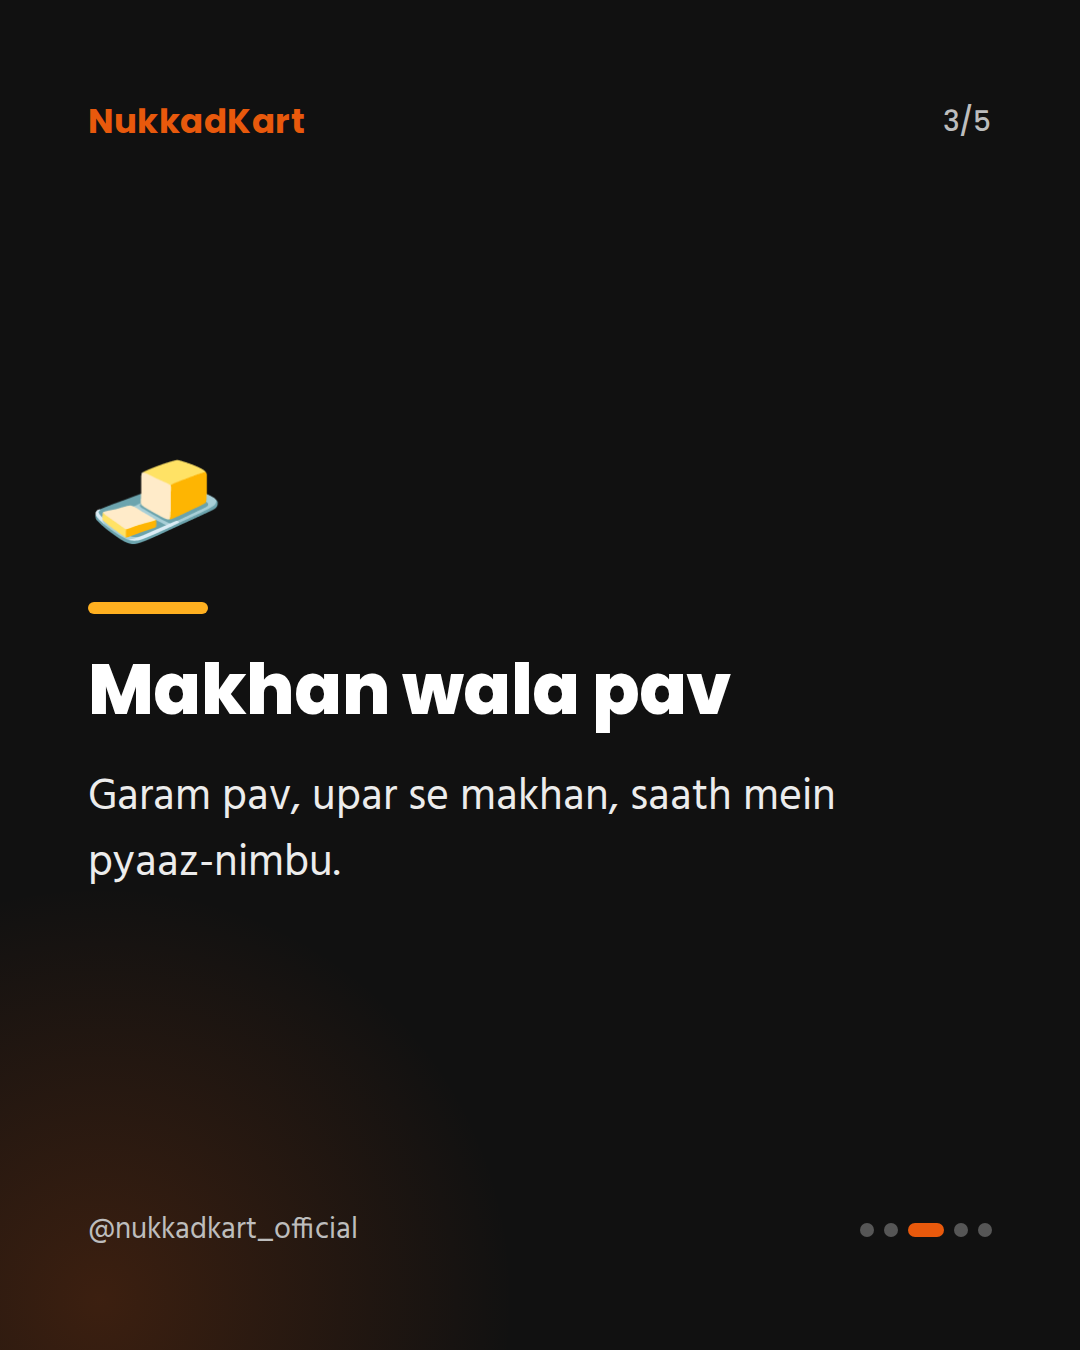 NukkadKart
3/5
Makhan wala pav
Garam pav, upar se makhan, saath mein
pyaaz-nimbu.
@nukkadkart_official